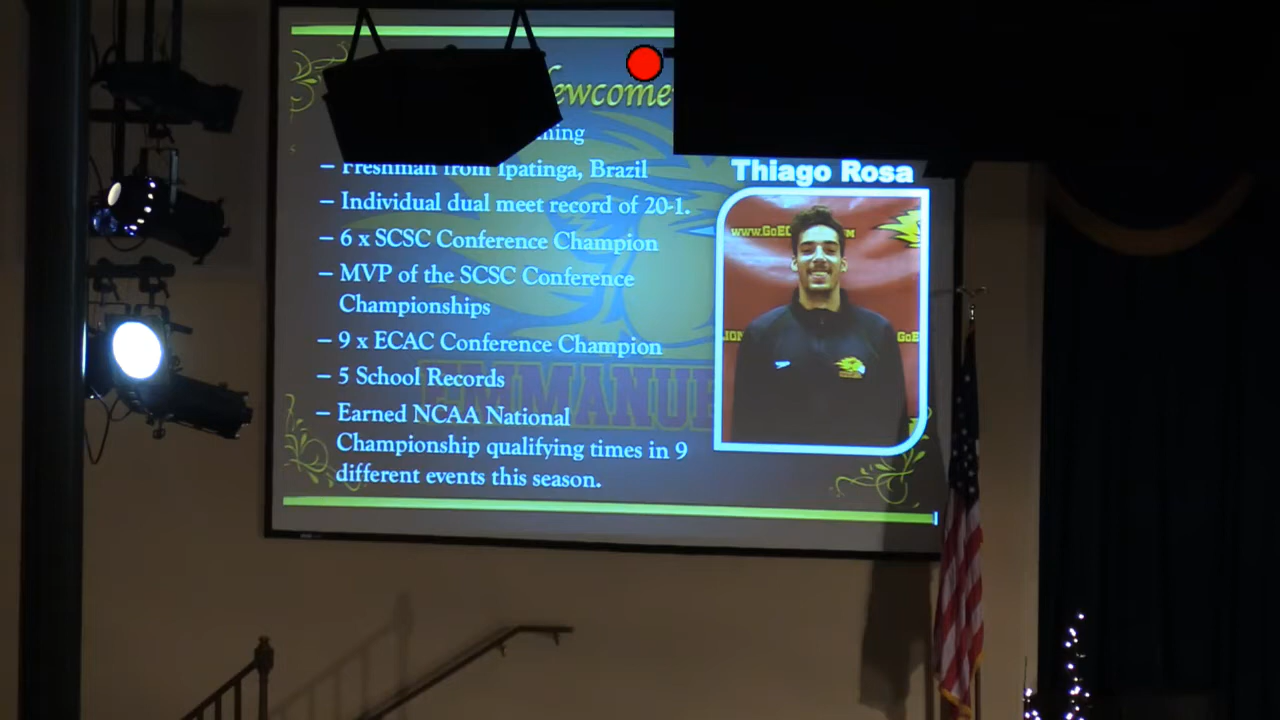 Freshman from Ipatinga, Brazil
Thiago Rosa
– Individual dual meet record of 20-1.
– 6 x SCSC Conference Champion
– MVP of the SCSC Conference
Championships
– 9 x ECAC Conference Champion
– 5 School Records
– Earned NCAA National
Championship qualifying times in 9
different events this season.